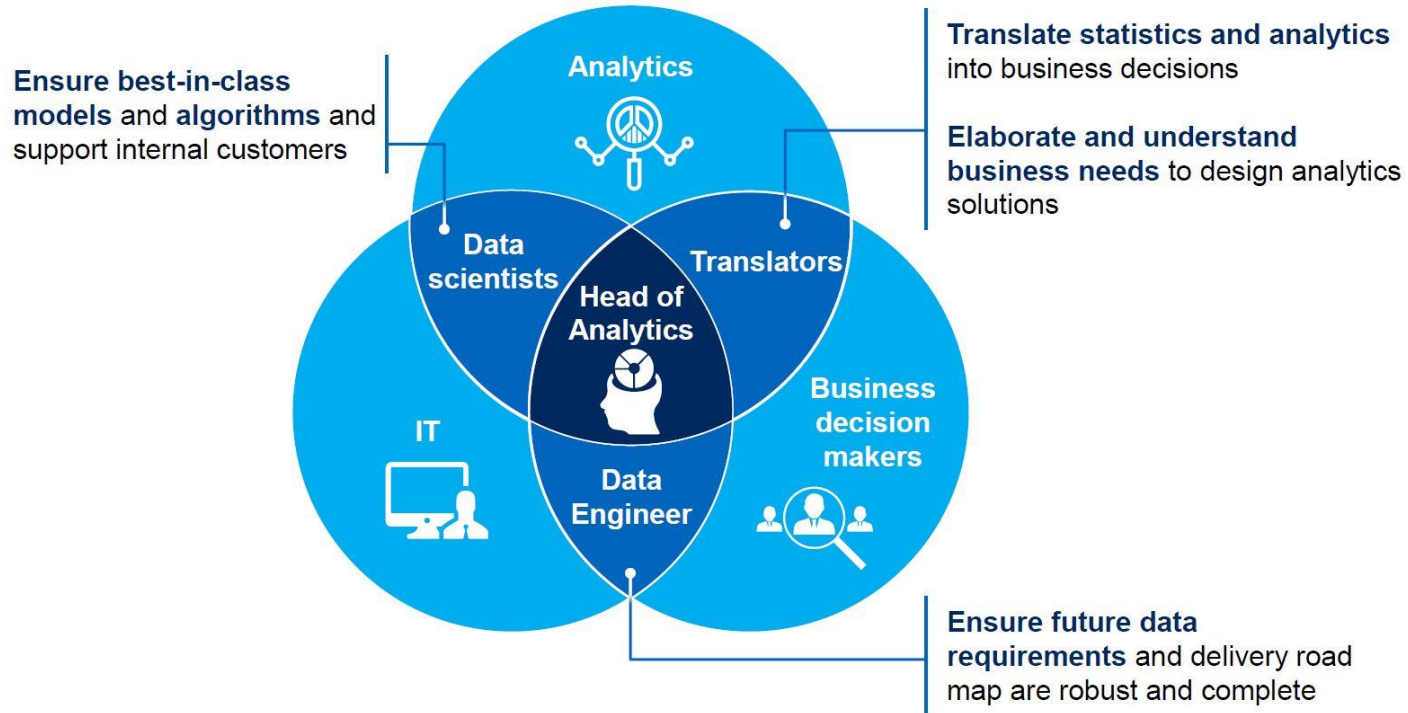 Ensure best-in-class
models and algorithms and
support internal customers
Analytics
Translate statistics and analytics
into business decisions
Elaborate and understand
business needs to design analytics
solutions
Data
scientists
Translators
Head of
Analytics
IT
Business
decision
makers
Data
Engineer
Ensure future data
requirements and delivery road
map are robust and complete